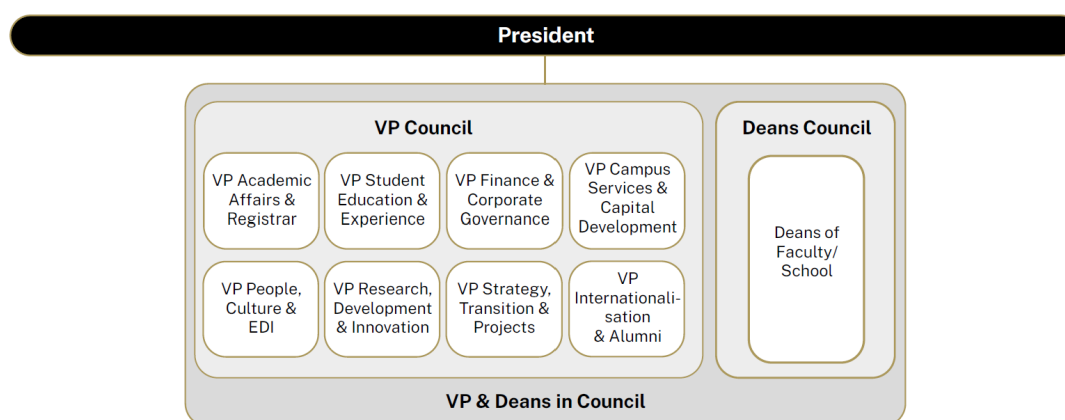 President
VP Council
VP Academic
Affairs &
Registrar
VP Student
Education &
Experience
VP Finance &
Corporate
Governance
VP Campus
Services &
Capital
Development
VP People,
Culture &
EDI
VP Research,
Development
& Innovation
VP Strategy,
Transition &
Projects
VP
Internationali-
sation
& Alumni
Deans Council
Deans of
Faculty/
School
VP & Deans in Council